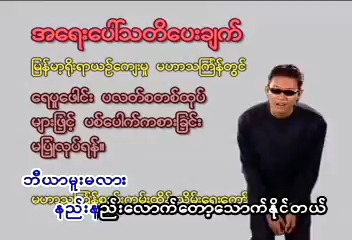 အရေးပေါ်သတိပေးချက်
မြန်မာ့ရိုးရာယဉ်ကျေးမှု မဟာသင်္ကြန်တွင်
ရေပူပေါင်း ပလတ်စတစ်ထုပ်
များဖြင့် ပစ်ပေါက်ကစားခြင်း
မပြုလုပ်ရန်။
ဘီယာမူးမလား
နည်းနည်းလောက်တော့သောက်နိုင်တယ်